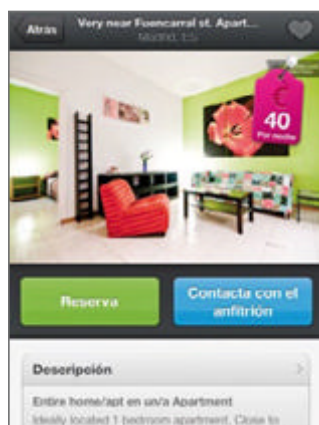 Atrás
Very near Fuencarral st. Apart...
Madrid, ES
€
40
Por noche
Reserva
Contacta con el
anfitrión
Descripción
Entire home/apt en un/a Apartment
Ideally located 1 bedroom apartment. Close to